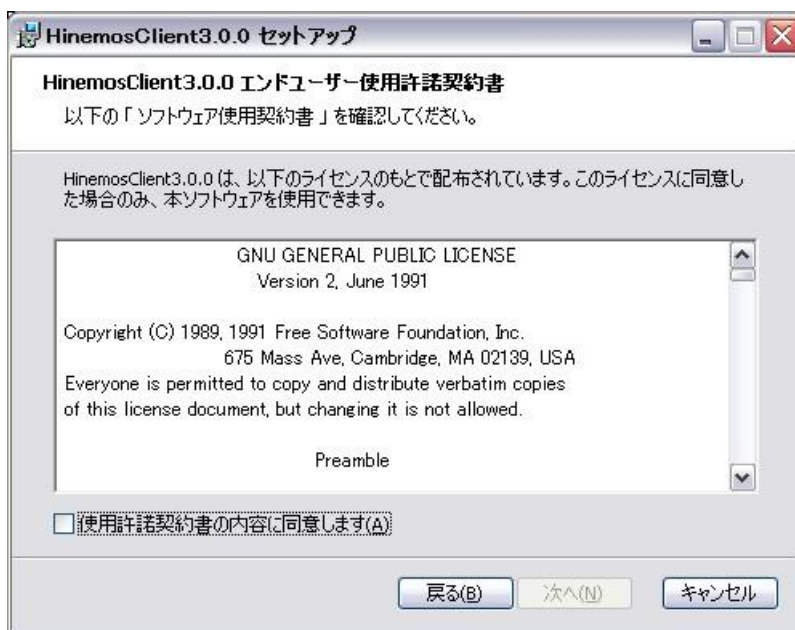 HinemosClient3.0.0 セットアップ
HinemosClient3.0.0 エンドユーザー使用許諾契約書
以下の「ソフトウェア使用契約書」を確認してください。
HinemosClient3.0.0 は、以下のライセンスのもとで配布されています。このライセンスに同意し
た場合のみ、本ソフトウェアを使用できます。
GNU GENERAL PUBLIC LICENSE
Version 2, June 1991
Copyright (C) 1989, 1991 Free Software Foundation, Inc.
675 Mass Ave, Cambridge, MA 02139, USA
Everyone is permitted to copy and distribute verbatim copies
of this license document, but changing it is not allowed.
Preamble
使用許諾契約書の内容に同意します(A)
戻る(B) 次へ(N) キャンセル